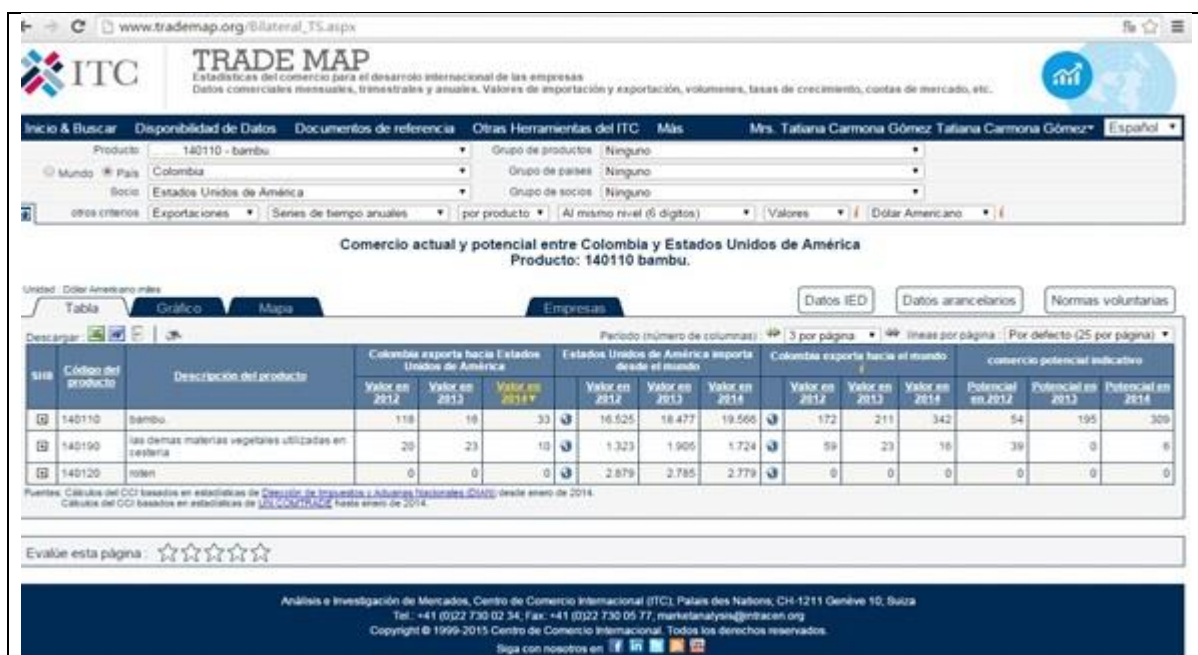 www.trademap.org/Bilateral_TS.aspx
ITC
TRADE MAP
Estadísticas del comercio para el desarrollo internacional de las empresas
Datos comerciales mensuales, trimestrales y anuales. Valores de importación y exportación, volumenes, tasas de crecimiento, cuotas de mercado, etc.
Inicio & Buscar Disponibilidad de Datos Documentos de referencia Otras Herramientas del ITC Más Mrs. Tatiana Carmona Gómez Tatiana Carmona Gómez Español
Producto 140110 - bambu. Grupo de productos Ninguno
Mundo País Colombia Grupo de países Ninguno
Socio Estados Unidos de América Grupo de socios Ninguno
otros criterios Exportaciones Series de tiempo anuales por producto Al mismo nivel (6 dígitos) Valores Dólar Americano
Comercio actual y potencial entre Colombia y Estados Unidos de América
Producto: 140110 bambu.
Unidad : Dólar Americano miles
Tabla Gráfico Mapa Empresas Datos IED Datos arancelarios Normas voluntarias
Descargar: Período (número de columnas) : 3 por página líneas por página : Por defecto (25 por página)
SH8 Código del producto Descripción del producto Colombia exporta hacia Estados Unidos de América Estados Unidos de América importa desde el mundo Colombia exporta hacia el mundo comercio potencial indicativo
Valor en 2012 Valor en 2013 Valor en 2014 Valor en 2012 Valor en 2013 Valor en 2014 Valor en 2012 Valor en 2013 Valor en 2014 Potencial en 2012 Potencial en 2013 Potencial en 2014
140110 bambu. 118 16 33 16.525 18.477 19.566 172 211 342 54 195 309
140190 las demas materias vegetales utilizadas en cesteria 20 23 10 1.323 1.905 1.724 59 23 16 39 0 6
140120 roten 0 0 0 2.879 2.785 2.779 0 0 0 0 0 0
Fuentes: Cálculos del CCI basados en estadísticas de Dirección de Impuestos y Aduanas Nacionales (DIAN) desde enero de 2014.
Cálculos del CCI basados en estadísticas de UN COMTRADE hasta enero de 2014.
Evalúe esta página :
Análisis e Investigación de Mercados, Centro de Comercio Internacional (ITC), Palais des Nations, CH-1211 Genève 10, Suiza
Tel.: +41 (0)22 730 02 34, Fax: +41 (0)22 730 05 77, marketanalysis@intracen.org
Copyright © 1999-2015 Centro de Comercio Internacional. Todos los derechos reservados.
Siga con nosotros en